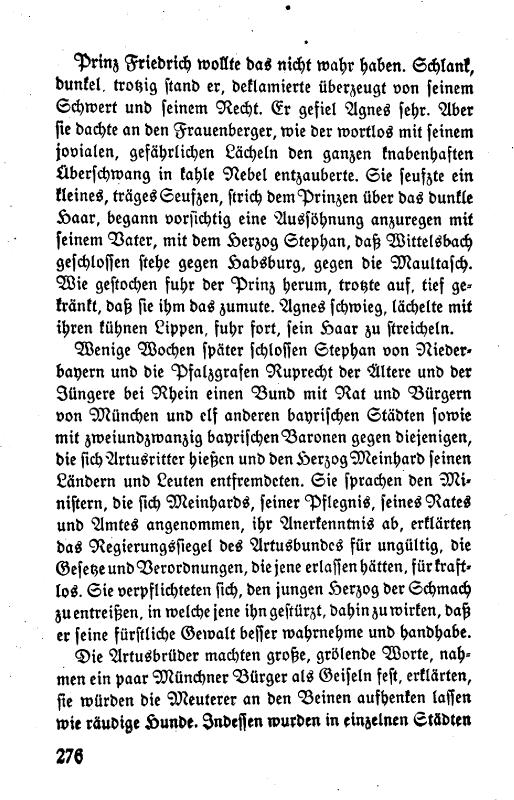 Prinz Friedrich wollte das nicht wahr haben. Schlank,
dunkel, trotzig stand er, deklamierte überzeugt von seinem
Schwert und seinem Recht. Er gefiel Agnes sehr. Aber
sie dachte an den Frauenberger, wie der wortlos mit seinem
jovialen, gefährlichen Lächeln den ganzen knabenhaften
Überschwang in kahle Nebel entzauberte. Sie seufzte ein
kleines, träges Seufzen, strich dem Prinzen über das dunkle
Haar, begann vorsichtig eine Aussöhnung anzuregen mit
seinem Vater, mit dem Herzog Stephan, daß Wittelsbach
geschlossen stehe gegen Habsburg, gegen die Maultasch.
Wie gestochen fuhr der Prinz herum, trotzte auf, tief ge-
kränkt, daß sie ihm das zumute. Agnes schwieg, lächelte mit
ihren kühnen Lippen, fuhr fort, sein Haar zu streicheln.
Wenige Wochen später schlossen Stephan von Nieder-
bayern und die Pfalzgrafen Ruprecht der Ältere und der
Jüngere bei Rhein einen Bund mit Rat und Bürgern
von München und elf anderen bayrischen Städten sowie
mit zweiundzwanzig bayrischen Baronen gegen diejenigen,
die sich Artusritter hießen und den Herzog Meinhard seinen
Ländern und Leuten entfremdeten. Sie sprachen den Mi-
nistern, die sich Meinhards, seiner Pflegnis, seines Rates
und Amtes angenommen, ihr Anerkenntnis ab, erklärten
das Regierungssiegel des Artusbundes für ungültig, die
Gesetze und Verordnungen, die jene erlassen hätten, für kraft-
los. Sie verpflichteten sich, den jungen Herzog der Schmach
zu entreißen, in welche jene ihn gestürzt, dahin zu wirken, daß
er seine fürstliche Gewalt besser wahrnehme und handhabe.
Die Artusbrüder machten große, grölende Worte, nah-
men ein paar Münchner Bürger als Geiseln fest, erklärten,
sie würden die Meuterer an den Beinen aufhenken lassen
wie räudige Hunde. Indessen wurden in einzelnen Städten
276